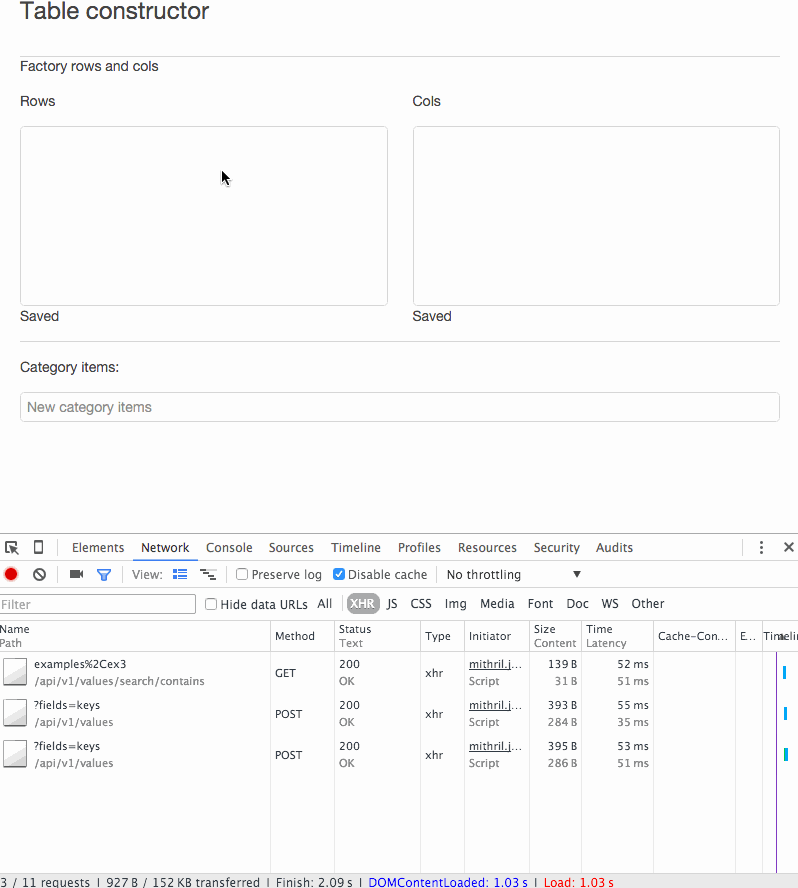 Table constructor
Factory rows and cols
Rows Cols
Saved Saved
Category items:
New category items
Elements Network Console Sources Timeline Profiles Resources Security Audits
View: Preserve log Disable cache No throttling
Filter Hide data URLs All XHR JS CSS Img Media Font Doc WS Other
Name Method Status Type Initiator Size Time Cache-Con... E...
Path Text Content Latency
examples%2Cex3 GET 200 xhr mithril.j... 139 B 52 ms
/api/v1/values/search/contains OK Script 31 B 51 ms
?fields=keys POST 200 xhr mithril.j... 393 B 55 ms
/api/v1/values OK Script 284 B 35 ms
?fields=keys POST 200 xhr mithril.j... 395 B 53 ms
/api/v1/values OK Script 286 B 51 ms
3 / 11 requests | 927 B / 152 KB transferred | Finish: 2.09 s | DOMContentLoaded: 1.03 s | Load: 1.03 s